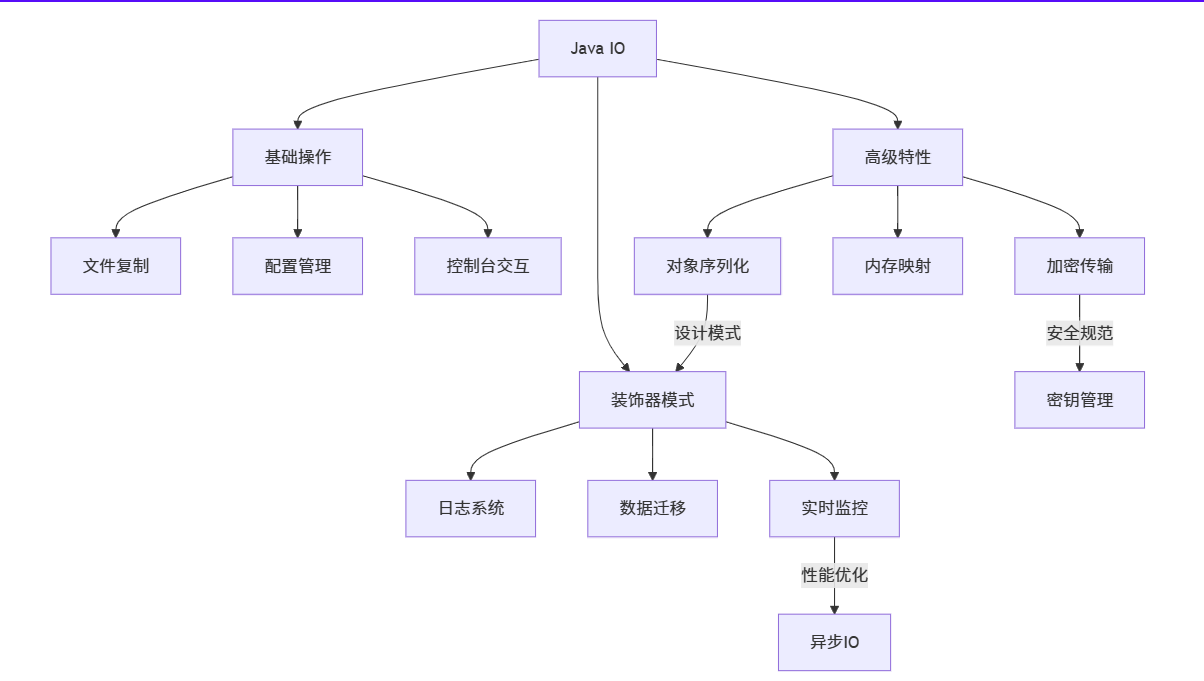 Java IO
基础操作
高级特性
文件复制
配置管理
控制台交互
对象序列化
内存映射
加密传输
设计模式
安全规范
装饰器模式
密钥管理
日志系统
数据迁移
实时监控
性能优化
异步IO